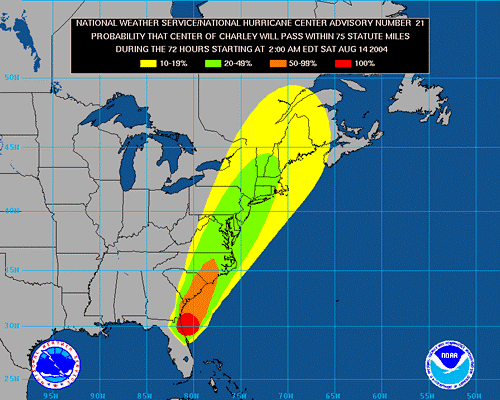 NATIONAL WEATHER SERVICE/NATIONAL HURRICANE CENTER ADVISORY NUMBER 21
PROBABILITY THAT CENTER OF CHARLEY WILL PASS WITHIN 75 STATUTE MILES
DURING THE 72 HOURS STARTING AT 2:00 AM EDT SAT AUG 14 2004
10-19% 20-49% 50-99% 100%
50N
45N
40N
35N
30N
25N
NOAA
95W 90W 85W 80W 75W 70W 65W 60W 55W 50W